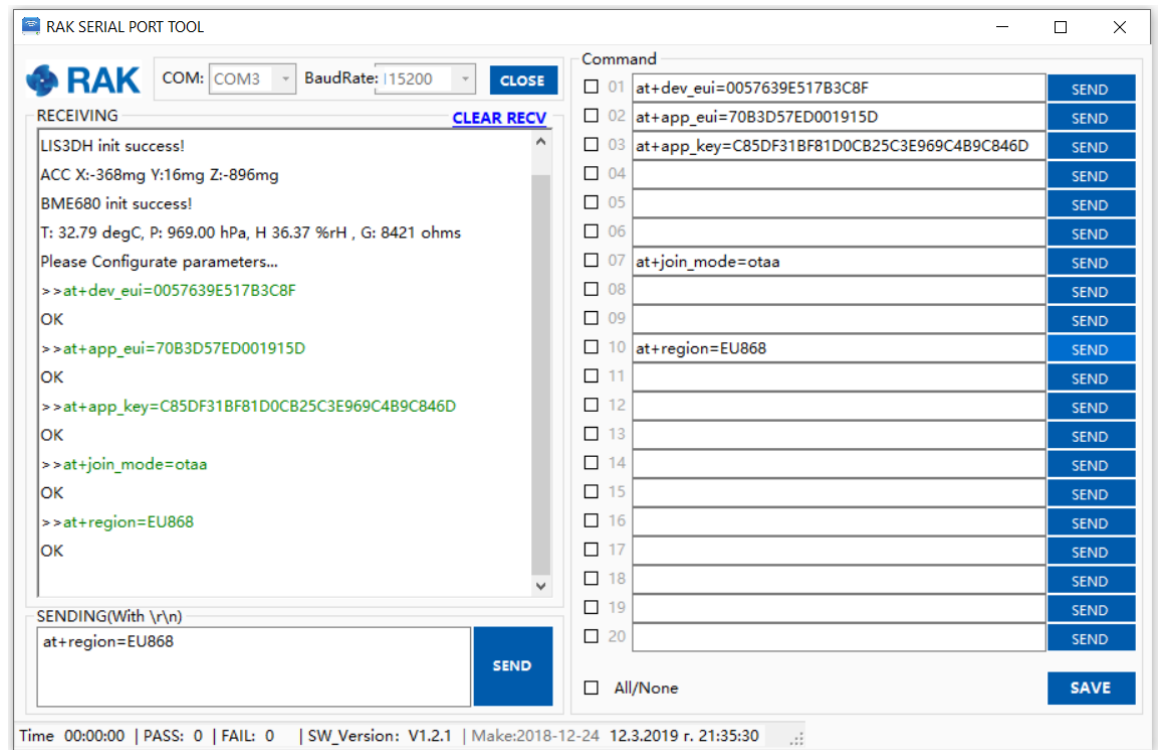 RAK SERIAL PORT TOOL
RAK COM: COM3 BaudRate: 115200 CLOSE
RECEIVING CLEAR RECV
LIS3DH init success!
ACC X:-368mg Y:16mg Z:-896mg
BME680 init success!
T: 32.79 degC, P: 969.00 hPa, H 36.37 %rH , G: 8421 ohms
Please Configurate parameters...
>>at+dev_eui=0057639E517B3C8F
OK
>>at+app_eui=70B3D57ED001915D
OK
>>at+app_key=C85DF31BF81D0CB25C3E969C4B9C846D
OK
>>at+join_mode=otaa
OK
>>at+region=EU868
OK
SENDING(With \r\n)
at+region=EU868
SEND
Command
01 at+dev_eui=0057639E517B3C8F SEND
02 at+app_eui=70B3D57ED001915D SEND
03 at+app_key=C85DF31BF81D0CB25C3E969C4B9C846D SEND
04 SEND
05 SEND
06 SEND
07 at+join_mode=otaa SEND
08 SEND
09 SEND
10 at+region=EU868 SEND
11 SEND
12 SEND
13 SEND
14 SEND
15 SEND
16 SEND
17 SEND
18 SEND
19 SEND
20 SEND
All/None SAVE
Time 00:00:00 | PASS: 0 | FAIL: 0 | SW_Version: V1.2.1 | Make:2018-12-24 12.3.2019 г. 21:35:30